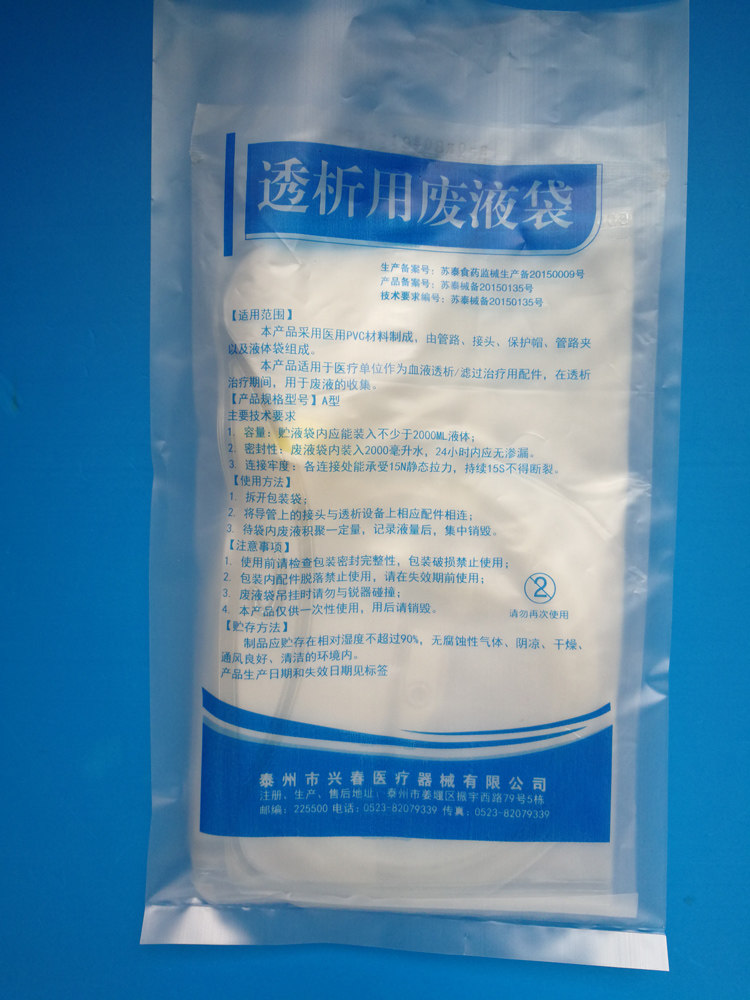 透析用废液袋
生产备案号：苏泰食药监械生产备20150009号
产品备案号：苏泰械备20150135号
技术要求编号：苏泰械备20150135号
【适用范围】
本产品采用医用PVC材料制成，由管路、接头、保护帽、管路夹
以及液体袋组成。
本产品适用于医疗单位作为血液透析/滤过治疗用配件，在透析
治疗期间，用于废液的收集。
【产品规格型号】A型
主要技术要求
1. 容量：贮液袋内应能装入不少于2000ML液体；
2. 密封性：废液袋内装入2000毫升水，24小时内应无渗漏。
3. 连接牢度：各连接处能承受15N静态拉力，持续15S不得断裂。
【使用方法】
1. 拆开包装袋；
2. 将导管上的接头与透析设备上相应配件相连；
3. 待袋内废液积聚一定量，记录液量后，集中销毁。
【注意事项】
1. 使用前请检查包装密封完整性，包装破损禁止使用；
2. 包装内配件脱落禁止使用，请在失效期前使用；
3. 废液袋吊挂时请勿与锐器碰撞；
4. 本产品仅供一次性使用，用后请销毁。
2
请勿再次使用
【贮存方法】
制品应贮存在相对湿度不超过90%，无腐蚀性气体、阴凉、干燥、
通风良好、清洁的环境内。
产品生产日期和失效日期见标签
泰州市兴春医疗器械有限公司
注册、生产、售后地址：泰州市姜堰区振宇西路79号5栋
邮编：225500 电话：0523-82079339 传真：0523-82079339